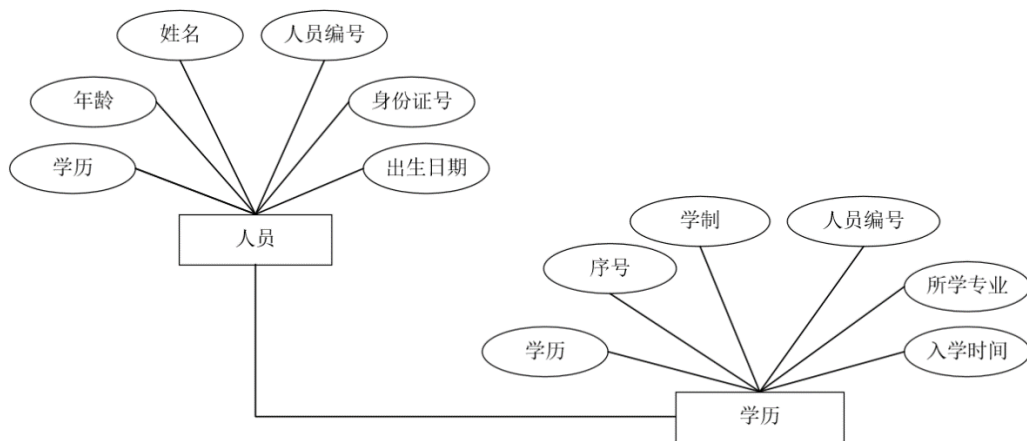 姓名
人员编号
年龄
身份证号
学历
出生日期
人员
学制
人员编号
序号
所学专业
学历
入学时间
学历